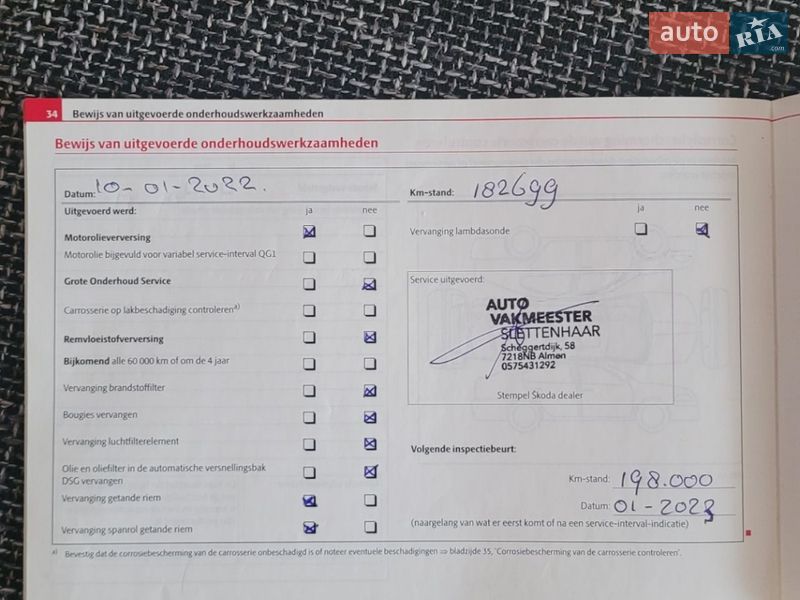 auto RIA .com
34 Bewijs van uitgevoerde onderhoudswerkzaamheden
Bewijs van uitgevoerde onderhoudswerkzaamheden
Datum: 10-01-2022.
Km-stand: 182699
Uitgevoerd werd: ja nee
ja nee
Motorolieverversing
Vervanging lambdasonde
Motorolie bijgevuld voor variabel service-interval QG1
Grote Onderhoud Service
Service uitgevoerd:
Carrosserie op lakbeschadiging controleren a)
AUTO
VAKMEESTER
SLETTENHAAR
Scheggertdijk, 58
7218NB Almen
0575431292
Remvloeistofverversing
Bijkomend alle 60 000 km of om de 4 jaar
Vervanging brandstoffilter
Stempel Škoda dealer
Bougies vervangen
Vervanging luchtfilterelement
Volgende inspectiebeurt:
Olie en oliefilter in de automatische versnellingsbak
DSG vervangen
Km-stand: 198.000
Vervanging getande riem
Datum: 01-2023
Vervanging spanrol getande riem
(naargelang van wat er eerst komt of na een service-interval-indicatie)
a) Bevestig dat de corrosiebescherming van de carrosserie onbeschadigd is of noteer eventuele beschadigingen ⇒ bladzijde 35, 'Corrosiebescherming van de carrosserie controleren'.